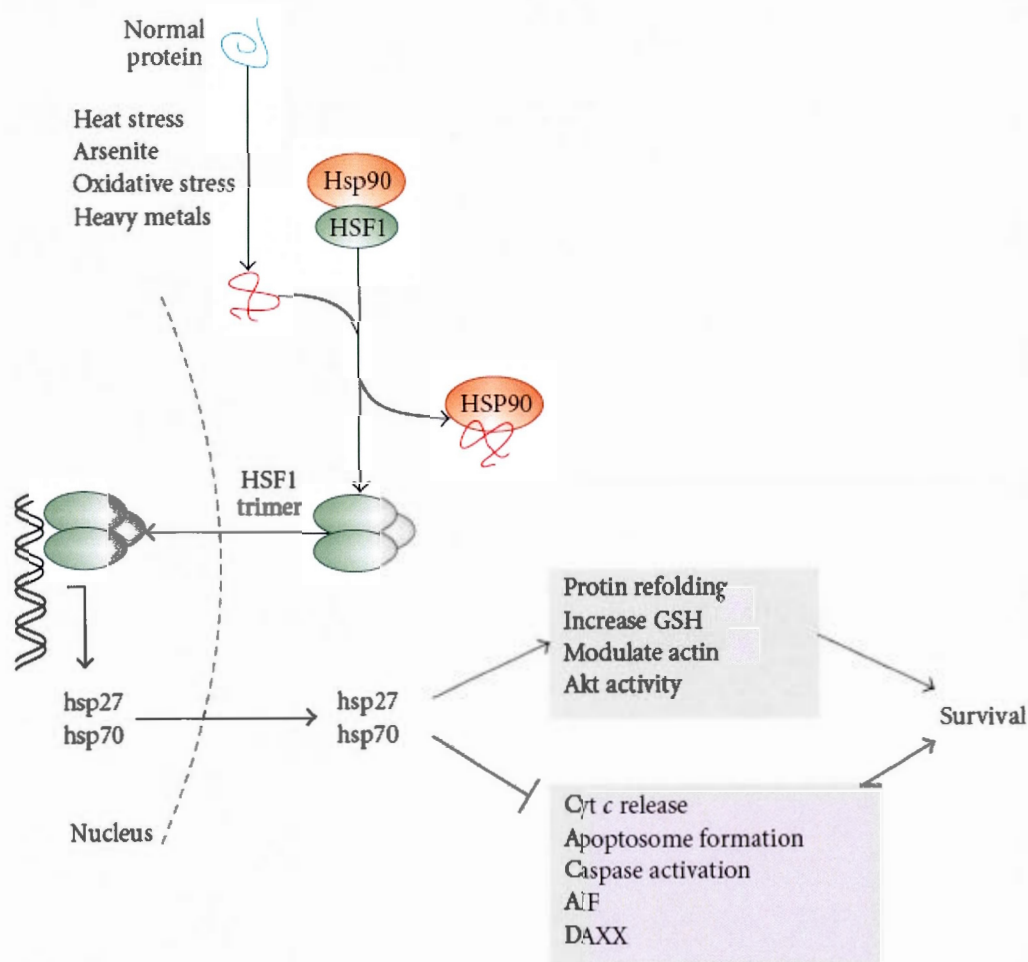 Normal
protein
Heat stress
Arsenite
Oxidative stress
Heavy metals
Hsp90
HSF1
HSP90
HSF1
trimer
Protin refolding
Increase GSH
Modulate actin
Akt activity
hsp27
hsp70
hsp27
hsp70
Survival
Nucleus
Cyt c release
Apoptosome formation
Caspase activation
AIF
DAXX